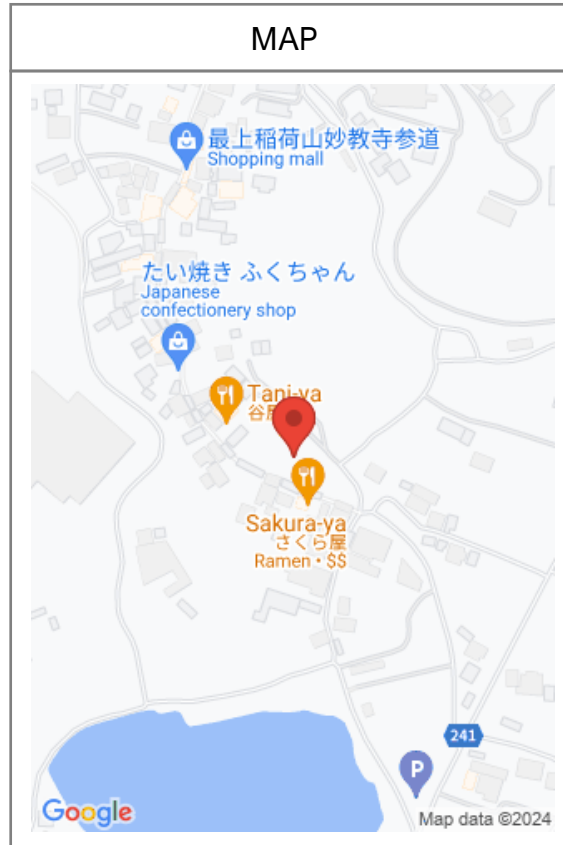 MAP
最上稲荷山妙教寺参道
Shopping mall
たい焼き ふくちゃん
Japanese
confectionery shop
Tani-ya
谷
Sakura-ya
さくら屋
Ramen・$$
241
P
Google
Map data ©2024